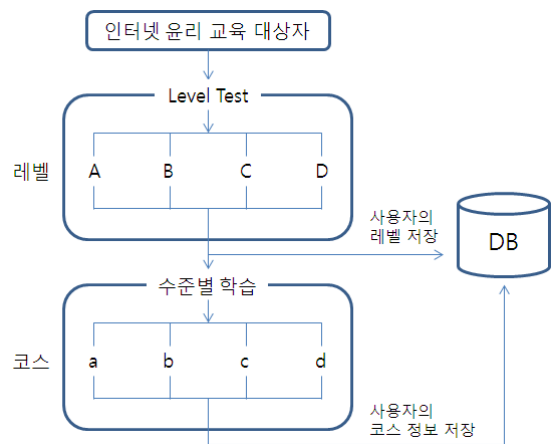 인터넷 윤리 교육 대상자
Level Test
레벨
A B C D
사용자의
레벨 저장
DB
수준별 학습
코스
a b c d
사용자의
코스 정보 저장